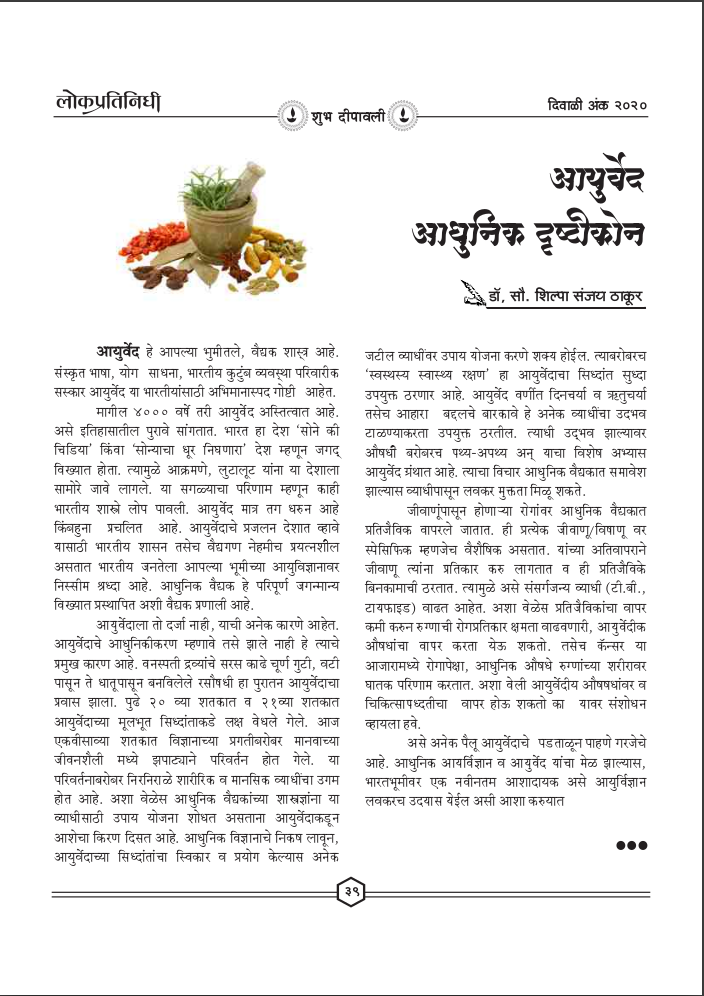 लोकप्रतिनिधी
शुभ दीपावली
दिवाळी अंक २०२०
आयुर्वेद
आधुनिक दृष्टीकोन
डॉ, सौ. शिल्पा संजय ठाकूर
आयुर्वेद हे आपल्या भुमीतले, वैद्यक शास्त्र आहे.
संस्कृत भाषा, योग साधना, भारतीय कुटुंब व्यवस्था परिवारीक
सस्कार आयुर्वेद या भारतीयांसाठी अभिमानास्पद गोष्टी आहेत.
मागील ४००० वर्षे तरी आयुर्वेद अस्तित्वात आहे.
असे इतिहासातील पुरावे सांगतात. भारत हा देश ‘सोने की
चिडिया’ किंवा ‘सोन्याचा धूर निघणारा’ देश म्हणून जगद्
विख्यात होता. त्यामुळे आक्रमणे, लुटालूट यांना या देशाला
सामोरे जावे लागले. या सगळ्याचा परिणाम म्हणून काही
भारतीय शास्त्रे लोप पावली. आयुर्वेद मात्र तग धरुन आहे
किंबहुना प्रचलित आहे. आयुर्वेदाचे प्रजलन देशात व्हावे
यासाठी भारतीय शासन तसेच वैद्यगण नेहमीच प्रयत्नशील
असतात भारतीय जनतेला आपल्या भूमीच्या आयुविज्ञानावर
निस्सीम श्रध्दा आहे. आधुनिक वैद्यक हे परिपूर्ण जगन्मान्य
विख्यात प्रस्थापित अशी वैद्यक प्रणाली आहे.
आयुर्वेदाला तो दर्जा नाही, याची अनेक कारणे आहेत.
आयुर्वेदाचे आधुनिकीकरण म्हणावे तसे झाले नाही हे त्याचे
प्रमुख कारण आहे. वनस्पती द्रव्यांचे सरस काढे चूर्ण गुटी, वटी
पासून ते धातूपासून बनविलेले रसौषधी हा पुरातन आयुर्वेदाचा
प्रवास झाला. पुढे २० व्या शतकात व २१व्या शतकात
आयुर्वेदाच्या मूलभूत सिध्दांताकडे लक्ष वेधले गेले. आज
एकवीसाव्या शतकात विज्ञानाच्या प्रगतीबरोबर मानवाच्या
जीवनशैली मध्ये झपाट्याने परिवर्तन होत गेले. या
परिवर्तनाबरोबर निरनिराळे शारीरिक व मानसिक व्याधींचा उगम
होत आहे. अशा वेळेस आधुनिक वैद्यकांच्या शास्त्रज्ञांना या
व्याधीसाठी उपाय योजना शोधत असताना आयुर्वेदाकडून
आशेचा किरण दिसत आहे. आधुनिक विज्ञानाचे निकष लावून,
आयुर्वेदाच्या सिध्दांतांचा स्विकार व प्रयोग केल्यास अनेक
जटील व्याधींवर उपाय योजना करणे शक्य होईल. त्याबरोबरच
‘स्वस्थस्य स्वास्थ्य रक्षण’ हा आयुर्वेदाचा सिध्दांत सुध्दा
उपयुक्त ठरणार आहे. आयुर्वेद वर्णीत दिनचर्या व ऋतुचर्या
तसेच आहारा बद्दलचे बारकावे हे अनेक व्याधींचा उदभव
टाळण्याकरता उपयुक्त ठरतील. त्याधी उद्भव झाल्यावर
औषधी बरोबरच पथ्य-अपथ्य अन् याचा विशेष अभ्यास
आयुर्वेद ग्रंथात आहे. त्याचा विचार आधुनिक वैद्यकात समावेश
झाल्यास व्याधीपासून लवकर मुक्तता मिळू शकते.
जीवाणूंपासून होणाऱ्या रोगांवर आधुनिक वैद्यकात
प्रतिजैविक वापरले जातात. ही प्रत्येक जीवाणू/विषाणू वर
स्पेसिफिक म्हणजेच वैशैषिक असतात. यांच्या अतिवापराने
जीवाणू त्यांना प्रतिकार करु लागतात व ही प्रतिजैविके
बिनकामाची ठरतात. त्यामुळे असे संसर्गजन्य व्याधी (टी.बी.,
टायफाइड) वाढत आहेत. अशा वेळेस प्रतिजैविकांचा वापर
कमी करुन रुग्णाची रोगप्रतिकार क्षमता वाढवणारी, आयुर्वेदीक
औषधांचा वापर करता येऊ शकतो. तसेच कॅन्सर या
आजारामध्ये रोगापेक्षा, आधुनिक औषधे रुग्णांच्या शरीरावर
घातक परिणाम करतात. अशा वेली आयुर्वेदीय औषषधांवर व
चिकित्सापध्दतीचा वापर होऊ शकतो का यावर संशोधन
व्हायला हवे.
असे अनेक पैलू आयुर्वेदाचे पडताळून पाहणे गरजेचे
आहे. आधुनिक आयर्विज्ञान व आयुर्वेद यांचा मेळ झाल्यास,
भारतभूमीवर एक नवीनतम आशादायक असे आयुर्विज्ञान
लवकरच उदयास येईल असी आशा करुयात
३९